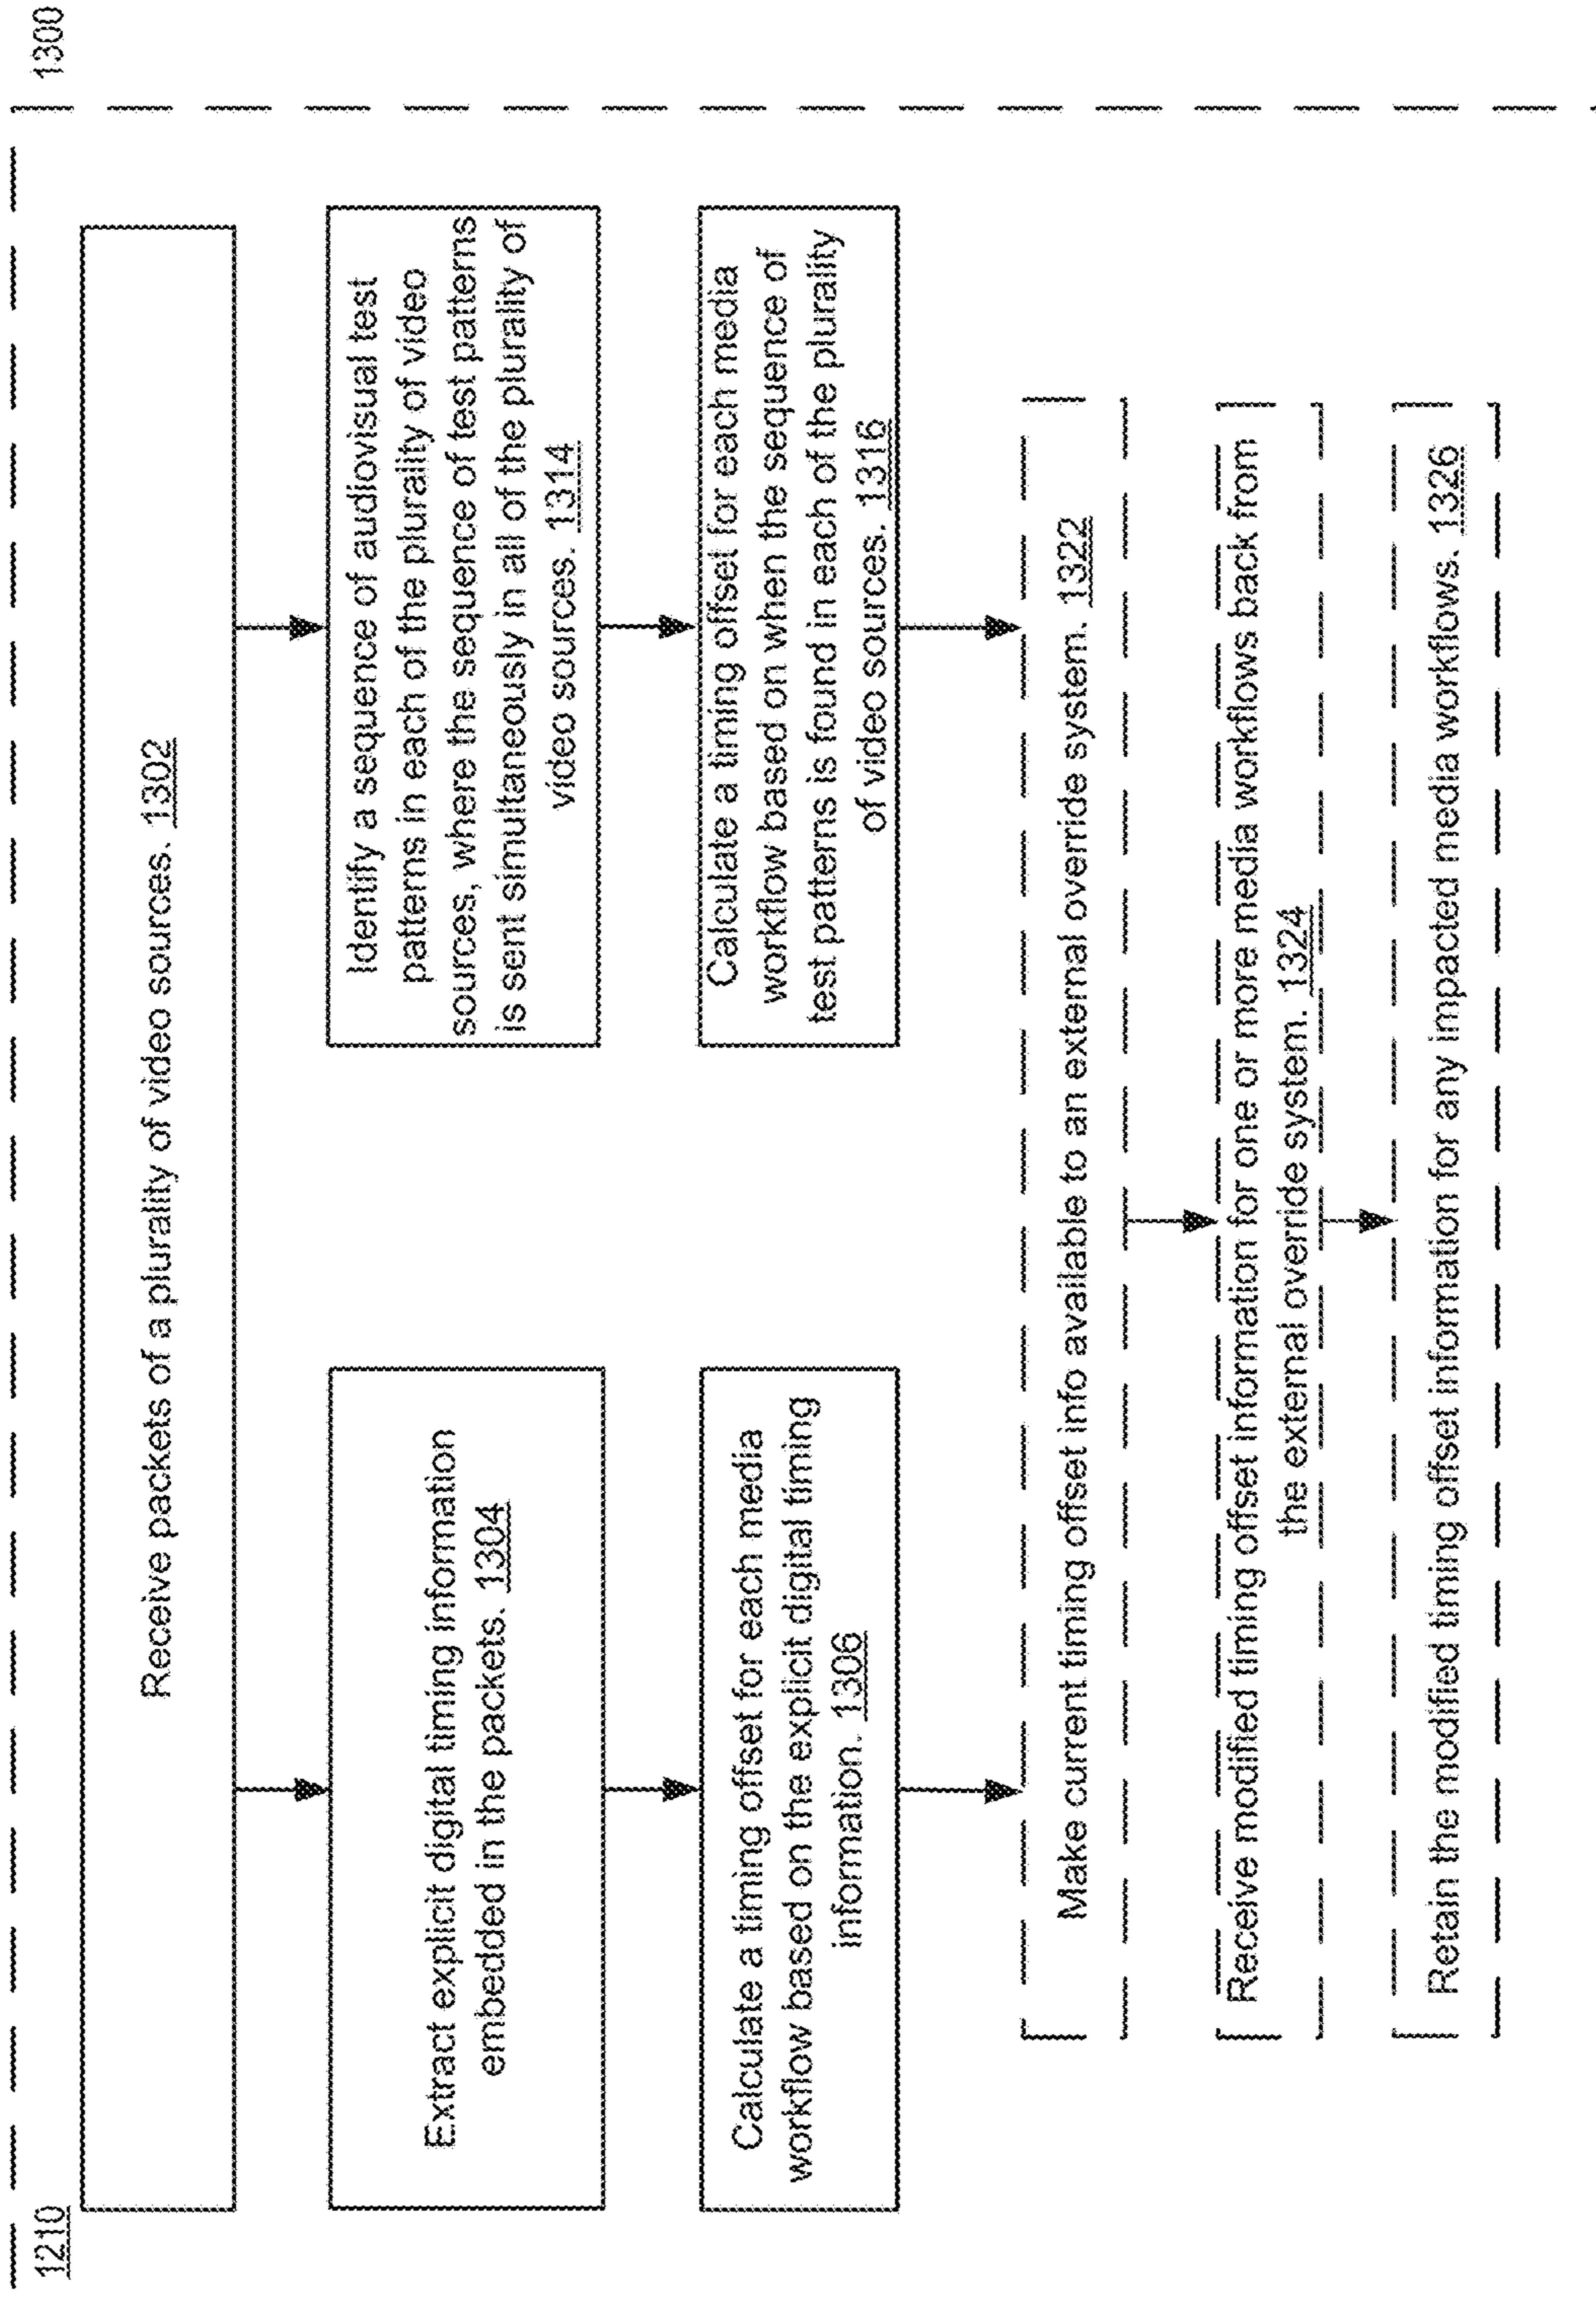 1300
1210
Receive packets of a plurality of video sources. 1302
Extract explicit digital timing information
embedded in the packets. 1304
Identify a sequence of audiovisual test
patterns in each of the plurality of video
sources, where the sequence of test patterns
is sent simultaneously in all of the plurality of
video sources. 1314
Calculate a timing offset for each media
workflow based on the explicit digital timing
information. 1306
Calculate a timing offset for each media
workflow based on when the sequence of
test patterns is found in each of the plurality
of video sources. 1316
Make current timing offset info available to an external override system. 1322
Receive modified timing offset information for one or more media workflows back from
the external override system. 1324
Retain the modified timing offset information for any impacted media workflows. 1326